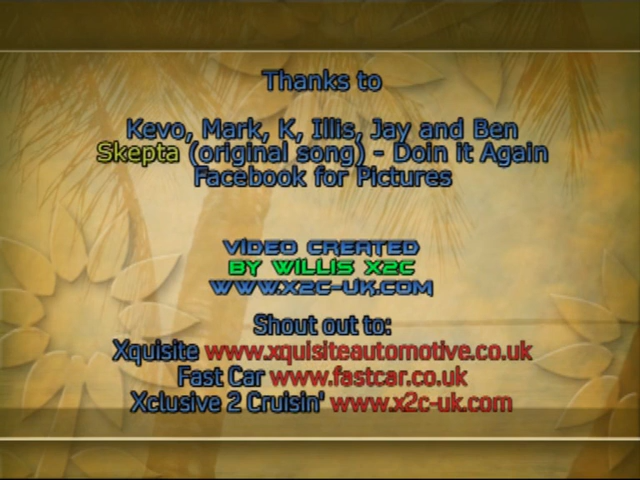 Thanks to
Kevo, Mark, K, Illis, Jay and Ben
Skepta (original song) - Doin it Again
Facebook for Pictures
VIDEO CREATED
BY WILLIS X2C
WWW.X2C-UK.COM
Shout out to:
Xquisite www.xquisiteautomotive.co.uk
Fast Car www.fastcar.co.uk
Xclusive 2 Cruisin' www.x2c-uk.com